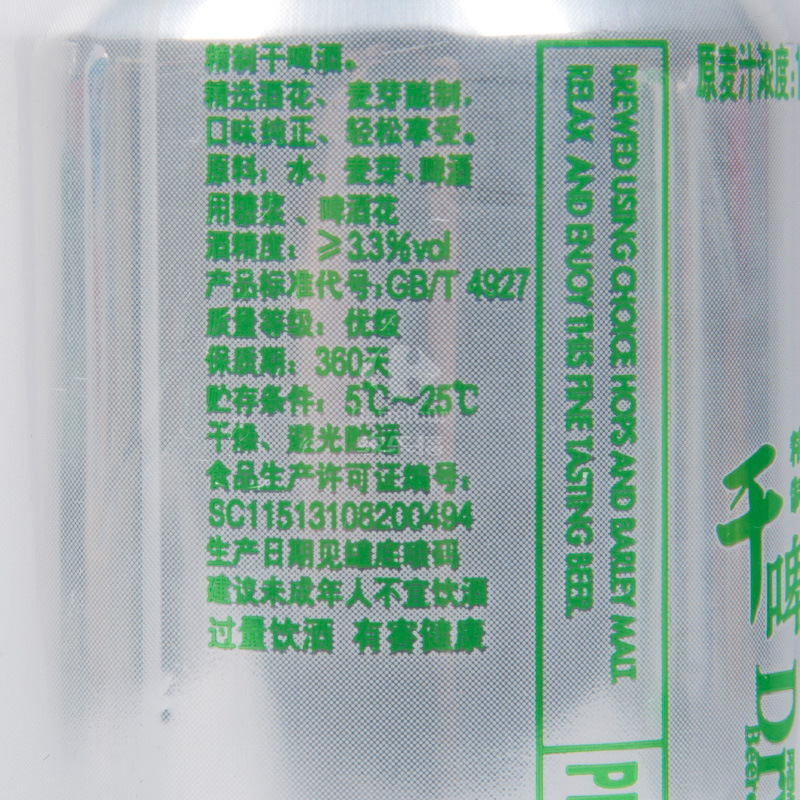 精制干啤酒。
精选酒花、麦芽酿制，
口味纯正、轻松享受。
原料：水、麦芽、啤酒
用糖浆、啤酒花
酒精度：≥3.3%vol
产品标准代号：GB/T 4927
质量等级：优级
保质期：360天
贮存条件：5℃～25℃
干燥、避光贮运
食品生产许可证编号：
SC11513108200494
生产日期见罐底喷码
建议未成年人不宜饮酒
过量饮酒 有害健康
BREWED USING CHOICE HOPS AND BARLEY MALT
RELAX AND ENJOY THIS FINE TASTING BEER.
原麦汁浓度:
精制
干啤
Dr
Beer